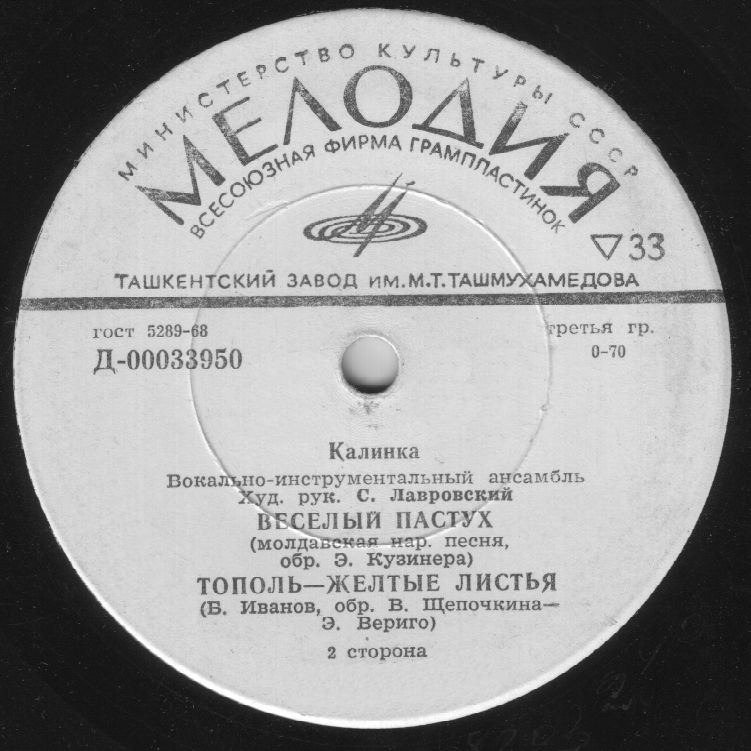 МИНИСТЕРСТВО КУЛЬТУРЫ СССР
МЕЛОДИЯ
ВСЕСОЮЗНАЯ ФИРМА ГРАМПЛАСТИНОК
33
ТАШКЕНТСКИЙ ЗАВОД ИМ. М.Т. ТАШМУХАМЕДОВА
гост 5289-68
третья гр.
Д-00033950
0-70
Калинка
Вокально-инструментальный ансамбль
Худ. рук. С. Лавровский
ВЕСЕЛЫЙ ПАСТУХ
(молдавская нар. песня,
обр. Э. Кузинера)
ТОПОЛЬ—ЖЕЛТЫЕ ЛИСТЬЯ
(Б. Иванов, обр. В. Щепочкина—
Э. Вериго)
2 сторона